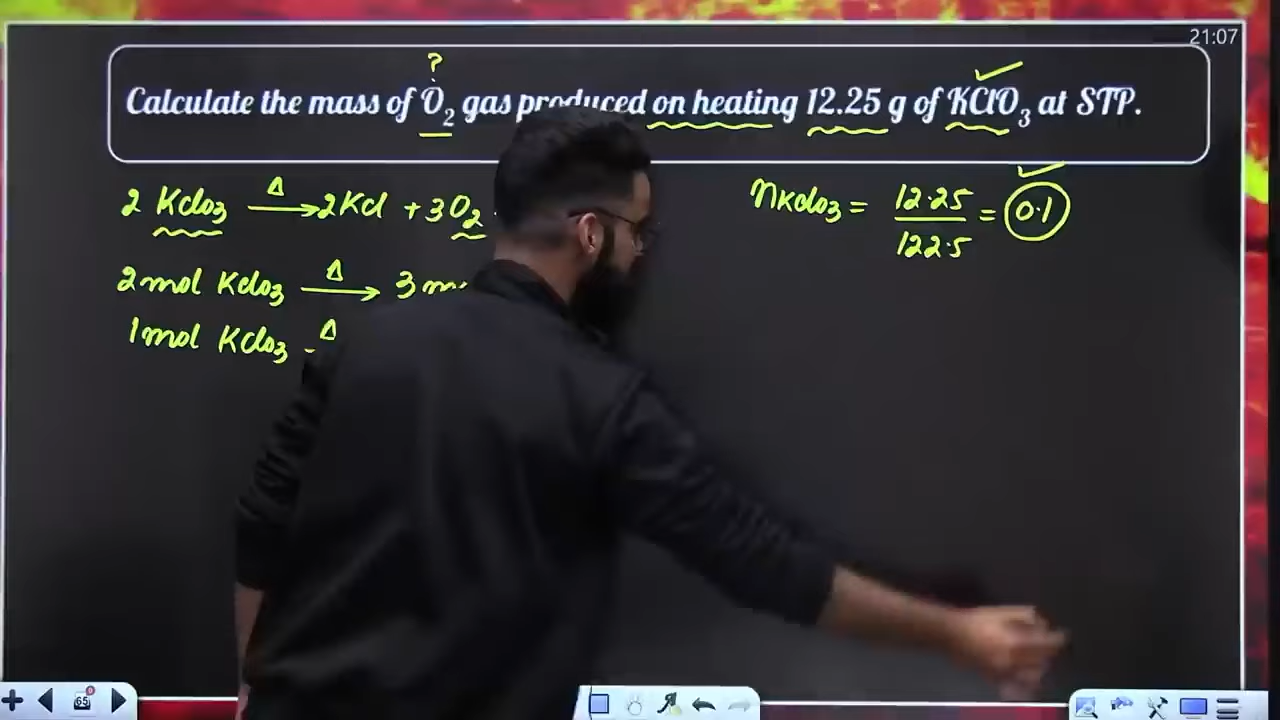 21:07
?
Calculate the mass of O₂ gas produced on heating 12.25 g of KClO₃ at STP.
2 KClO₃ —Δ→ 2KCl + 3O₂
2mol KClO₃ —Δ→ 3
1mol KClO₃ - Δ
nKClO₃ = 12.25 / 122.5 = 0.1
65